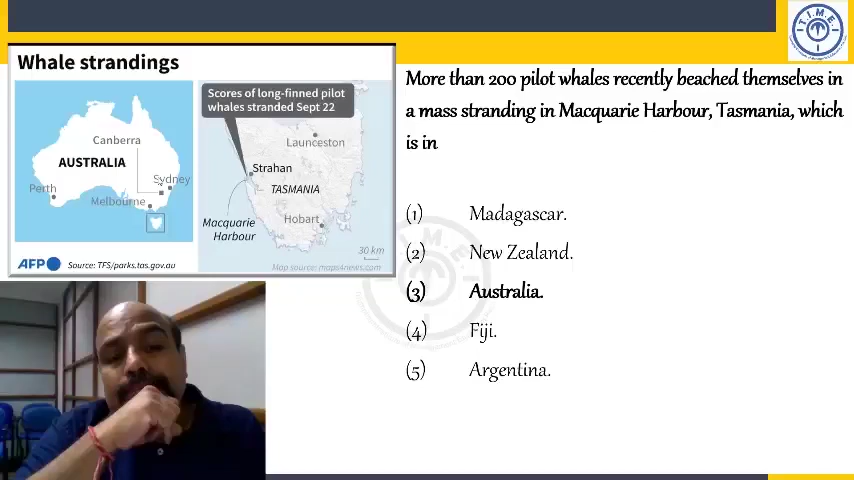 T.I.M.E.
Whale strandings
Scores of long-finned pilot
whales stranded Sept 22
Canberra
AUSTRALIA
Perth
Sydney
Melbourne
Launceston
Strahan
TASMANIA
Macquarie
Harbour
Hobart
30 km
AFP
Source: TFS/parks.tas.gov.au
Map source: maps4news.com
More than 200 pilot whales recently beached themselves in
a mass stranding in Macquarie Harbour, Tasmania, which
is in
(1) Madagascar.
(2) New Zealand.
(3) Australia.
(4) Fiji.
(5) Argentina.